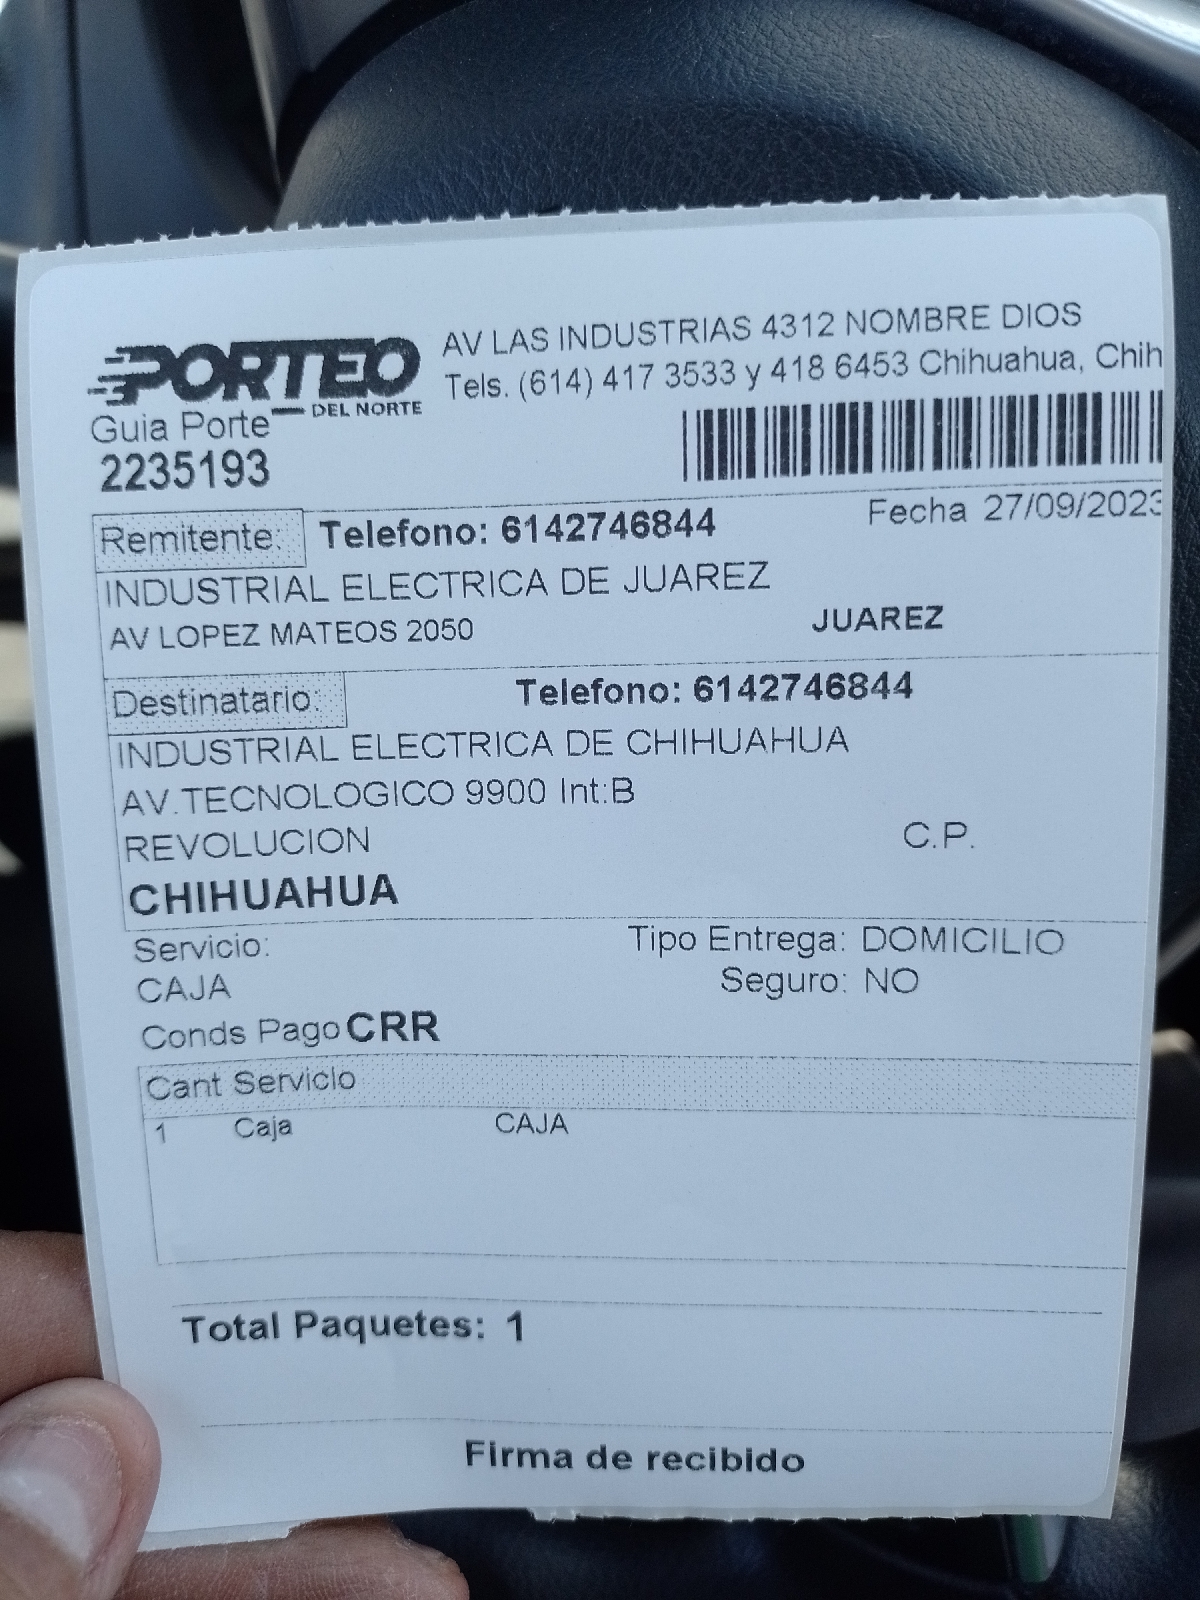 PORTEO
DEL NORTE
AV LAS INDUSTRIAS 4312 NOMBRE DIOS
Tels. (614) 417 3533 y 418 6453 Chihuahua, Chih
Guia Porte
2235193
Fecha 27/09/2023
Remitente: Telefono: 6142746844
INDUSTRIAL ELECTRICA DE JUAREZ
AV LOPEZ MATEOS 2050 JUAREZ
Destinatario: Telefono: 6142746844
INDUSTRIAL ELECTRICA DE CHIHUAHUA
AV.TECNOLOGICO 9900 Int:B
REVOLUCION C.P.
CHIHUAHUA
Servicio: Tipo Entrega: DOMICILIO
CAJA Seguro: NO
Conds Pago CRR
Cant Servicio
1 Caja CAJA
Total Paquetes: 1
Firma de recibido